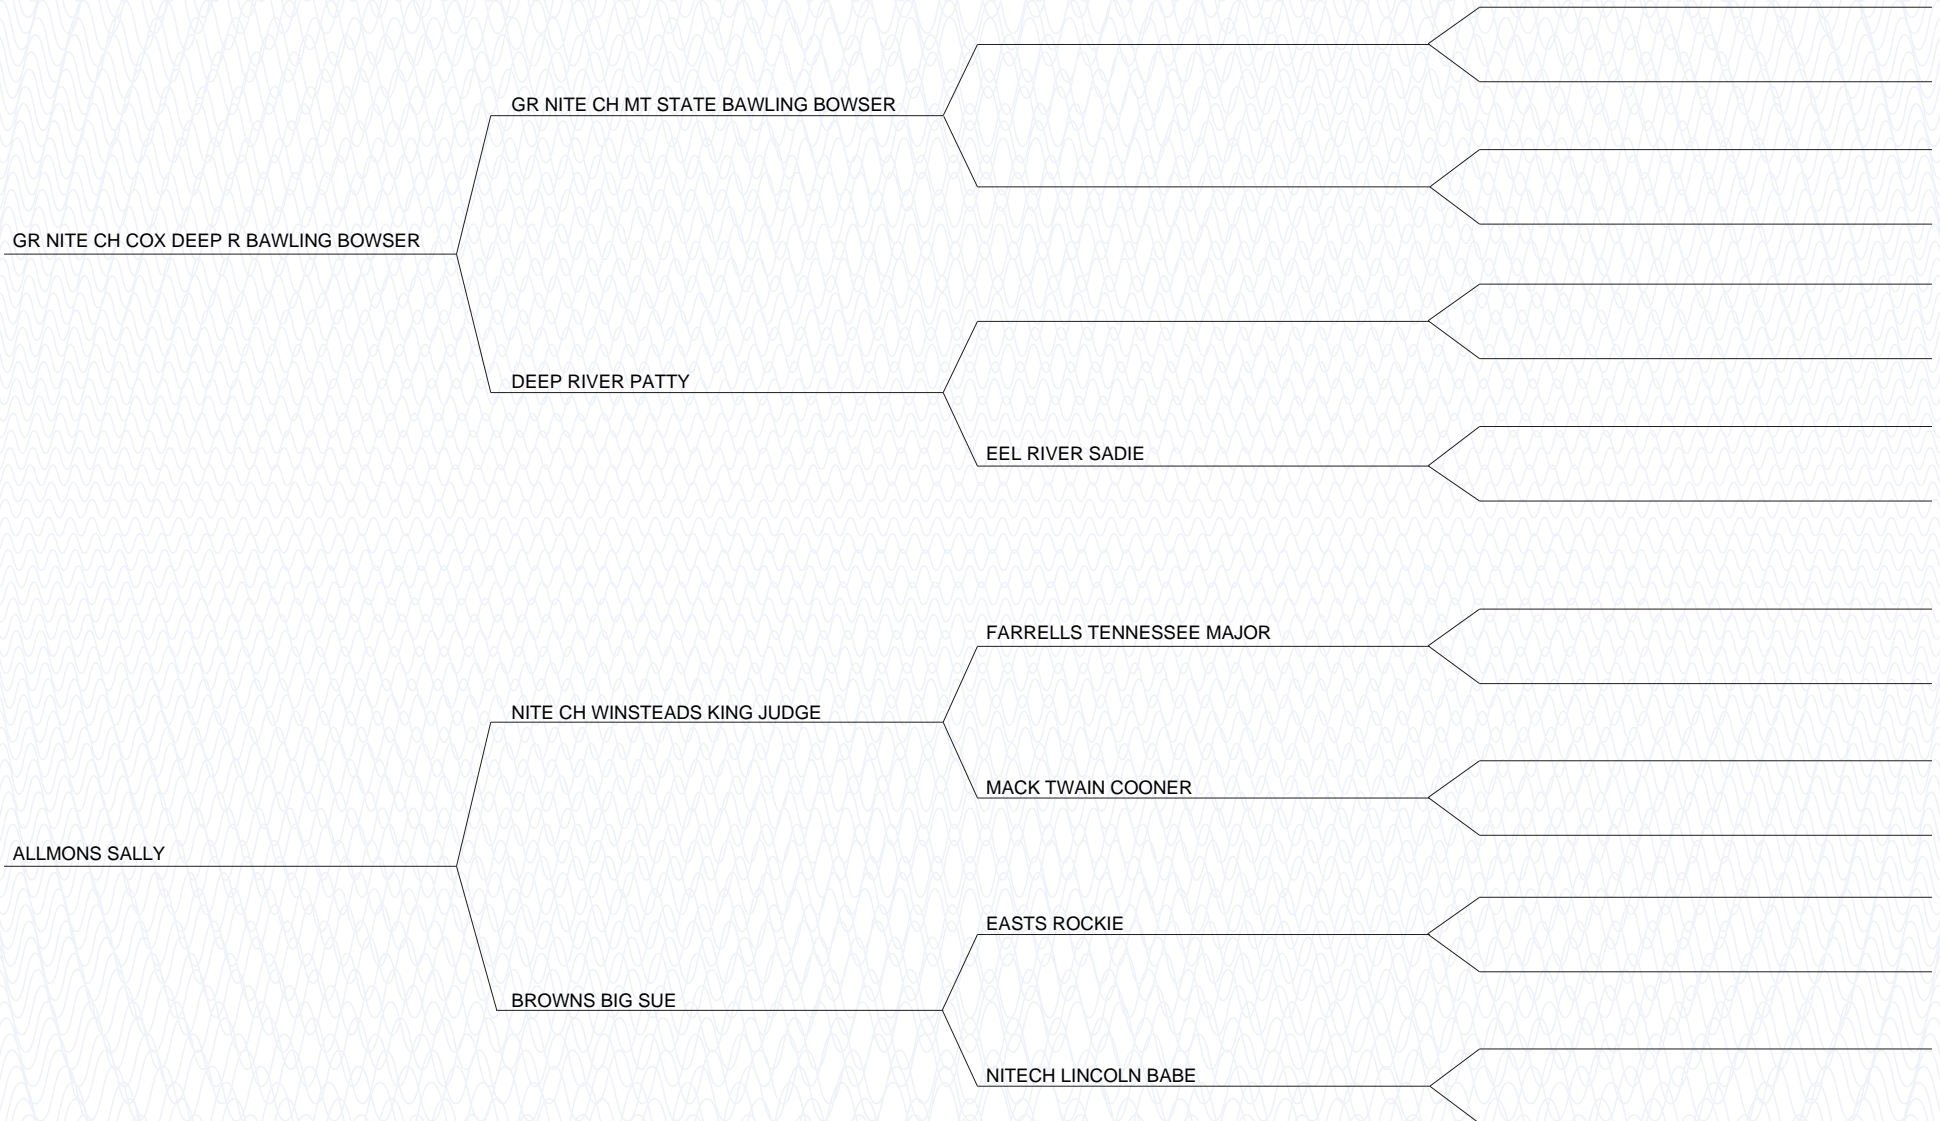 GR NITE CH MT STATE BAWLING BOWSER
GR NITE CH COX DEEP R BAWLING BOWSER
DEEP RIVER PATTY
EEL RIVER SADIE
FARRELLS TENNESSEE MAJOR
NITE CH WINSTEADS KING JUDGE
MACK TWAIN COONER
ALLMONS SALLY
EASTS ROCKIE
BROWNS BIG SUE
NITECH LINCOLN BABE